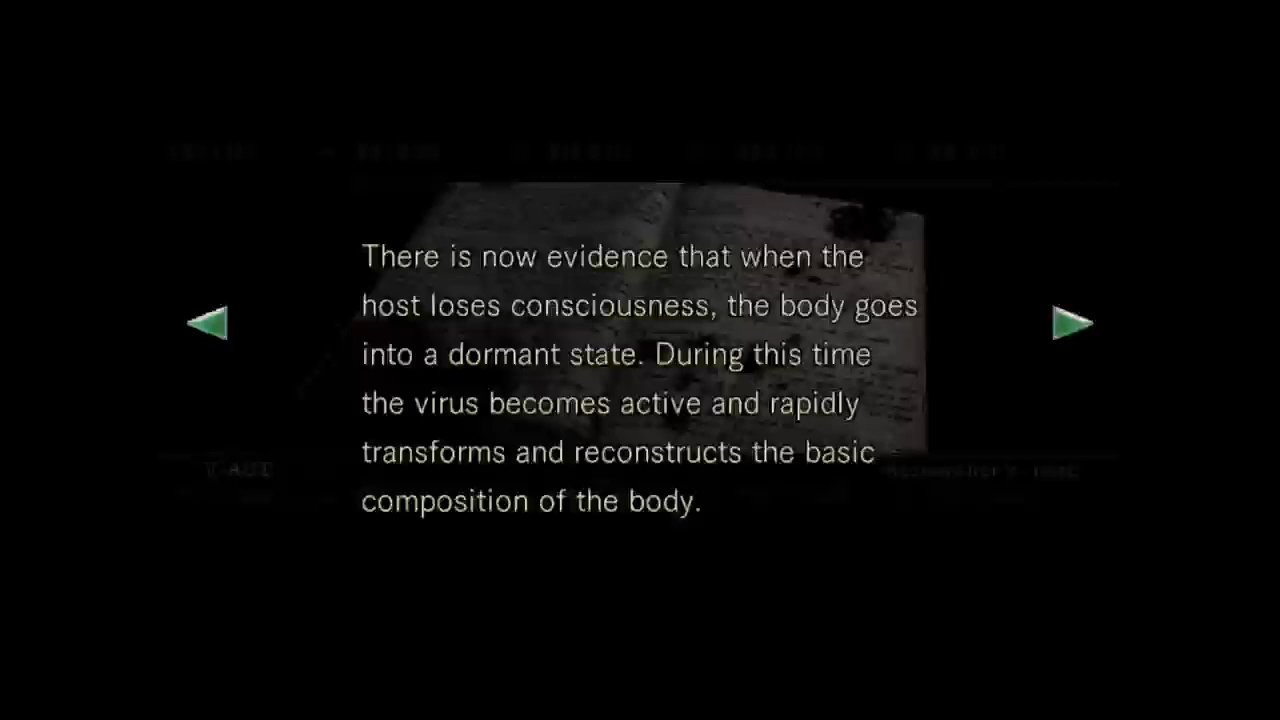 There is now evidence that when the
host loses consciousness, the body goes
into a dormant state. During this time
the virus becomes active and rapidly
transforms and reconstructs the basic
composition of the body.
V-ACT